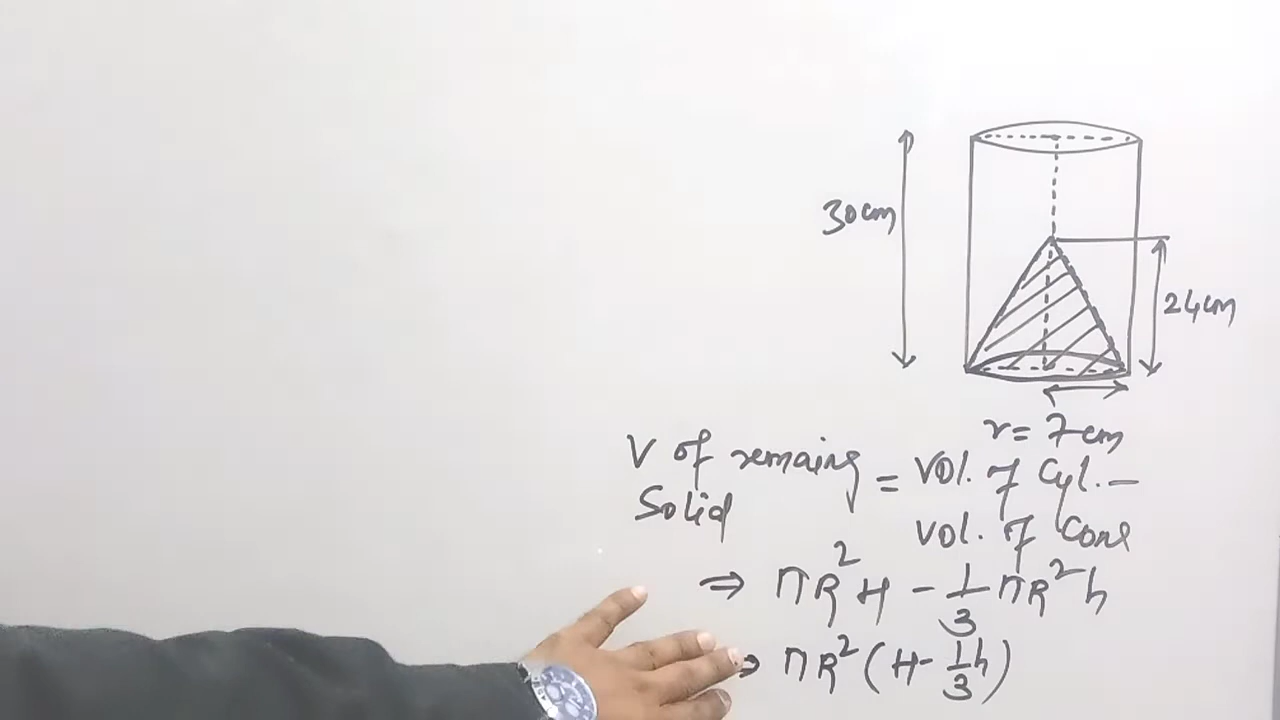 30cm
24cm
r = 7cm
V of remaing = Vol. of Cyl. –
Solid Vol. of Cone
⇒ πR²H - 1/3 πR²h
⇒ πR²(H - 1/3 h)